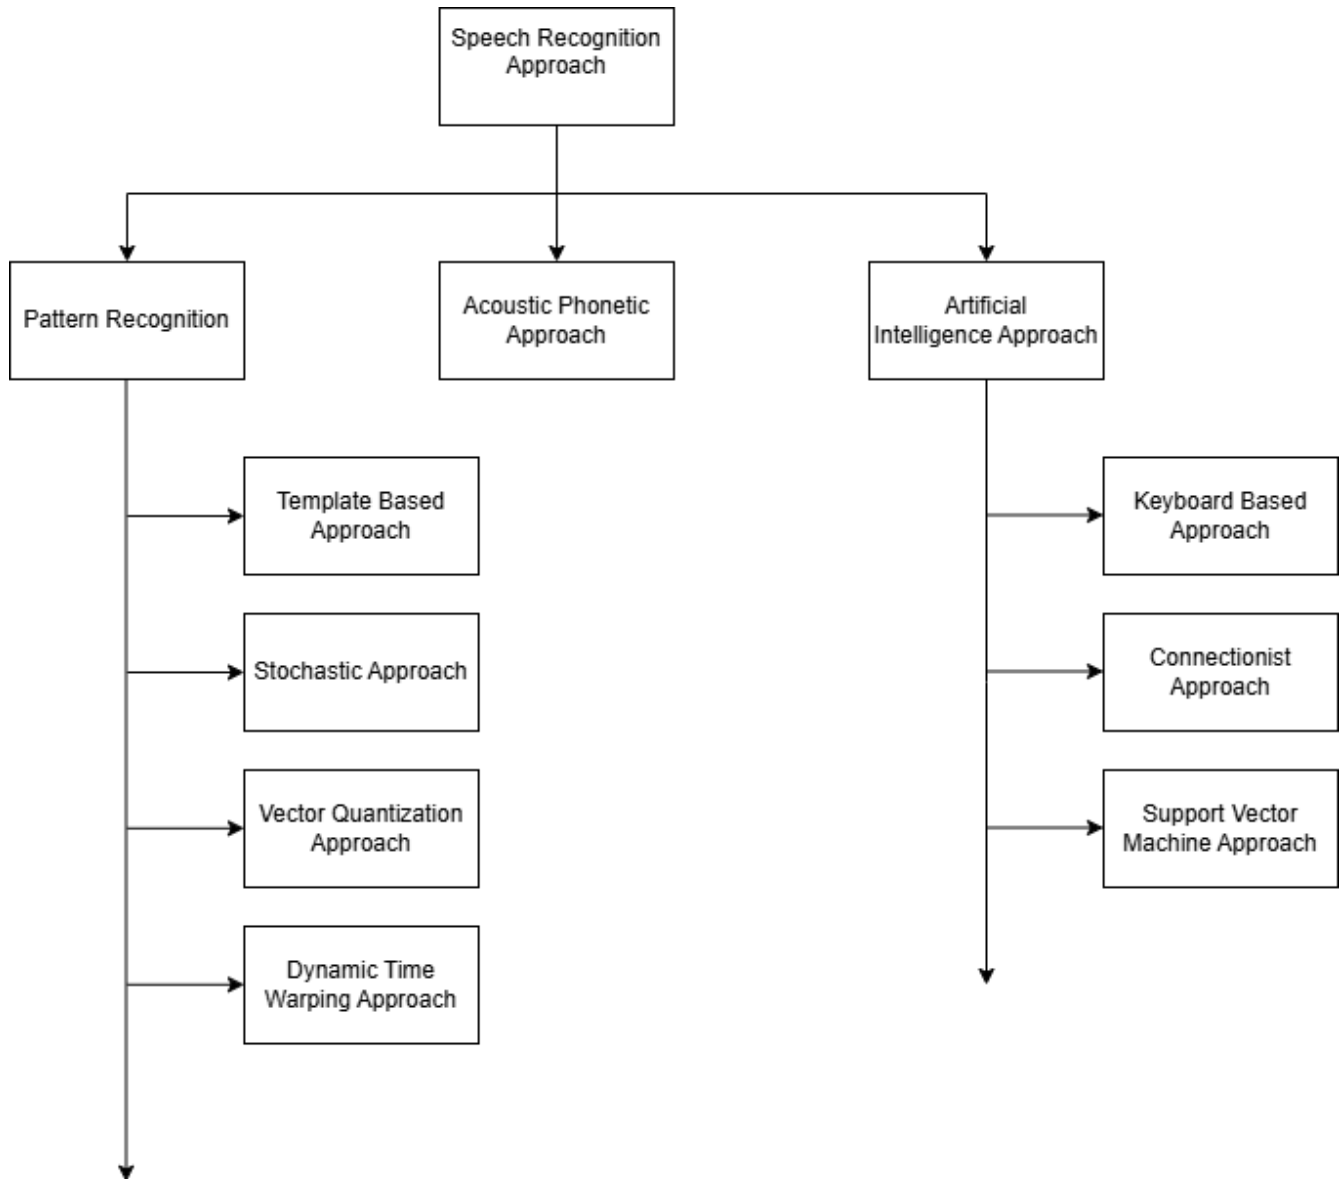 Speech Recognition
Approach
Pattern Recognition
Acoustic Phonetic
Approach
Artificial
Intelligence Approach
Template Based
Approach
Stochastic Approach
Vector Quantization
Approach
Dynamic Time
Warping Approach
Keyboard Based
Approach
Connectionist
Approach
Support Vector
Machine Approach